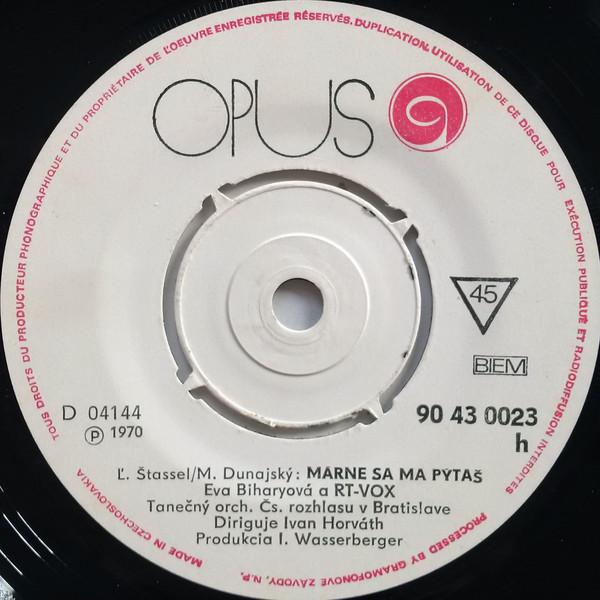 TOUS DROITS DU PRODUCTEUR PHONOGRAPHIQUE ET DU PROPRIÉTAIRE DE L'OEUVRE ENREGISTRÉE RÉSERVÉS. DUPLICATION, UTILISATION DE CE DISQUE POUR EXÉCUTION PUBLIQUE ET RADIODIFFUSION INTERDITES
OPUS
45
BIEM
D 04144
℗ 1970
90 43 0023
h
Ľ. Štassel/M. Dunajský: MARNE SA MA PYTAŠ
Eva Biharyová a RT-VOX
Tanečný orch. Čs. rozhlasu v Bratislave
Diriguje Ivan Horváth
Produkcia I. Wasserberger
MADE IN CZECHOSLOVAKIA
PROCESSED BY GRAMOFONOVÉ ZÁVODY, N.P.